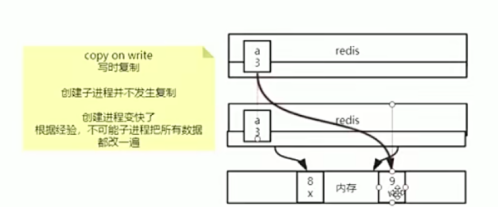 copy on write
写时复制
创建子进程并不发生复制
创建进程变快了
根据经验，不可能子进程把所有数据
都改一遍
a
3
redis
a
3
redis
8
x
内存
9